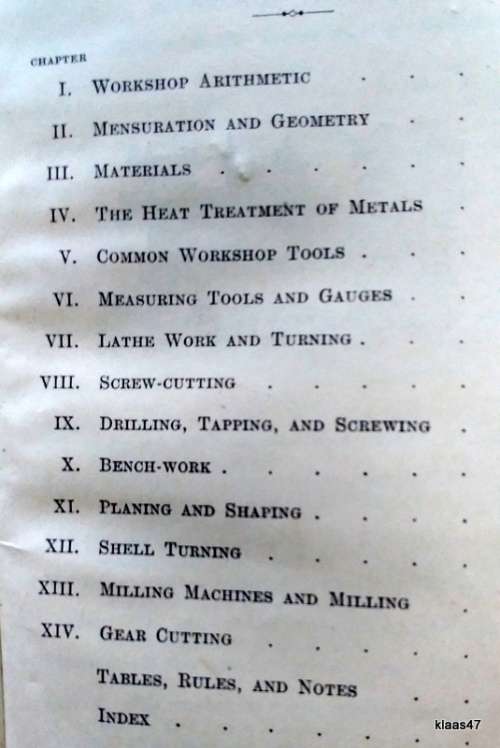 CHAPTER
I. WORKSHOP ARITHMETIC . . .
II. MENSURATION AND GEOMETRY . .
III. MATERIALS . . . . . .
IV. THE HEAT TREATMENT OF METALS .
V. COMMON WORKSHOP TOOLS . . .
VI. MEASURING TOOLS AND GAUGES . .
VII. LATHE WORK AND TURNING . . .
VIII. SCREW-CUTTING . . . . .
IX. DRILLING, TAPPING, AND SCREWING .
X. BENCH-WORK . . . . . .
XI. PLANING AND SHAPING . . . .
XII. SHELL TURNING . . . . .
XIII. MILLING MACHINES AND MILLING .
XIV. GEAR CUTTING . . . . .
TABLES, RULES, AND NOTES . .
INDEX . . . . . . .
klaas47